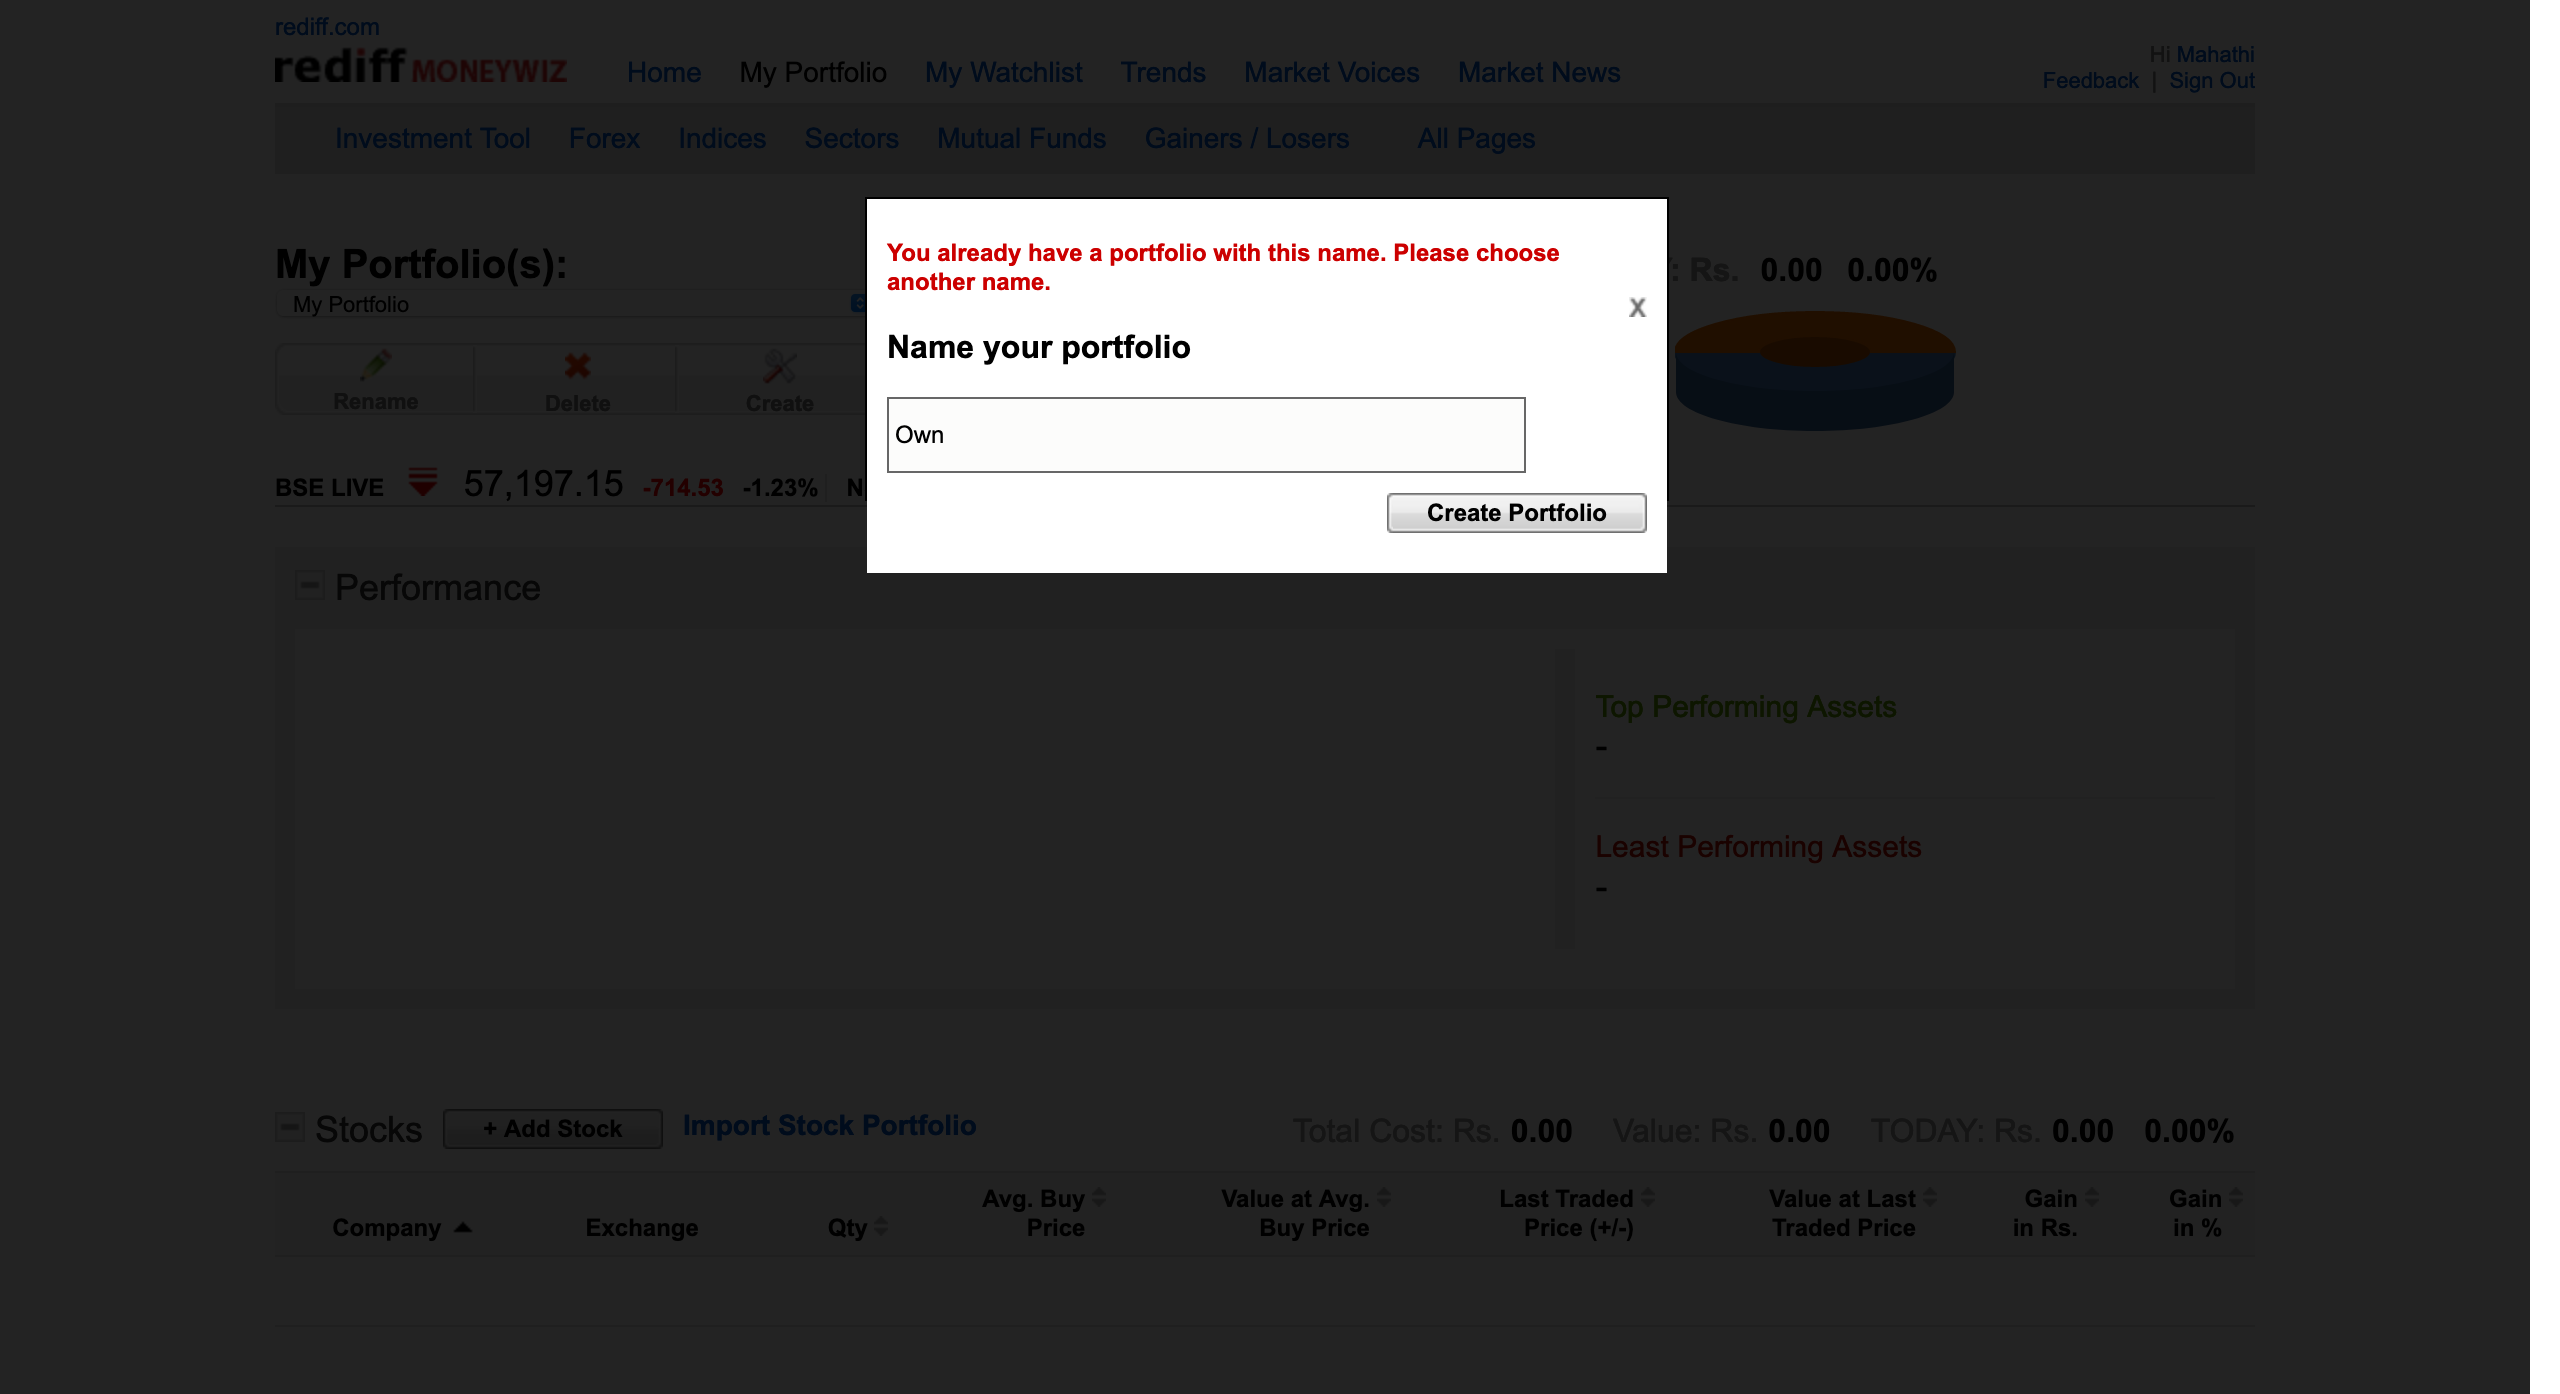 rediff.com
rediff MONEYWIZ
Home My Portfolio My Watchlist Trends Market Voices Market News
Hi Mahathi
Feedback | Sign Out
Investment Tool Forex Indices Sectors Mutual Funds Gainers / Losers All Pages
You already have a portfolio with this name. Please choose
another name.
x
Name your portfolio
Own
Create Portfolio
My Portfolio(s):
My Portfolio
: Rs. 0.00 0.00%
Rename Delete Create
BSE LIVE 57,197.15 -714.53 -1.23%
Performance
Top Performing Assets
-
Least Performing Assets
-
Stocks + Add Stock Import Stock Portfolio Total Cost: Rs. 0.00 Value: Rs. 0.00 TODAY: Rs. 0.00 0.00%
Avg. Buy Value at Avg. Last Traded Value at Last Gain Gain
Company Exchange Qty Price Buy Price Price (+/-) Traded Price in Rs. in %